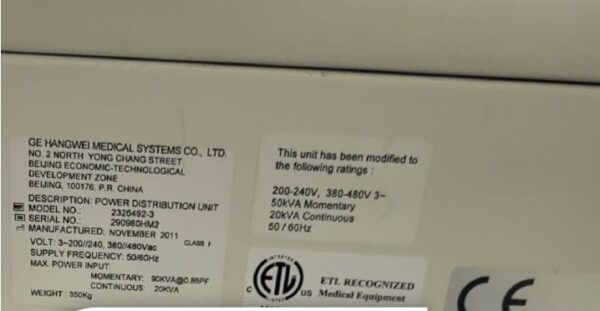 GE HANGWEI MEDICAL SYSTEMS CO., LTD.
NO. 2 NORTH YONG CHANG STREET
BEIJING ECONOMIC-TECHNOLOGICAL
DEVELOPMENT ZONE
BEIJING, 100176, P.R. CHINA
DESCRIPTION: POWER DISTRIBUTION UNIT
REF MODEL NO.: 2326492-3
SN SERIAL NO.: 290960HM2
MANUFACTURED: NOVEMBER 2011
CLASS I
VOLT: 3~200//240, 380//480Vac
SUPPLY FREQUENCY: 50/60Hz
MAX. POWER INPUT:
MOMENTARY: 90KVA@0.85PF
CONTINUOUS: 20KVA
WEIGHT: 350Kg
This unit has been modified to
the following ratings :
200-240V, 380-480V 3~
50kVA Momentary
20kVA Continuous
50 / 60Hz
INTERTEK
ETL
C US
ETL RECOGNIZED
Medical Equipment
CE